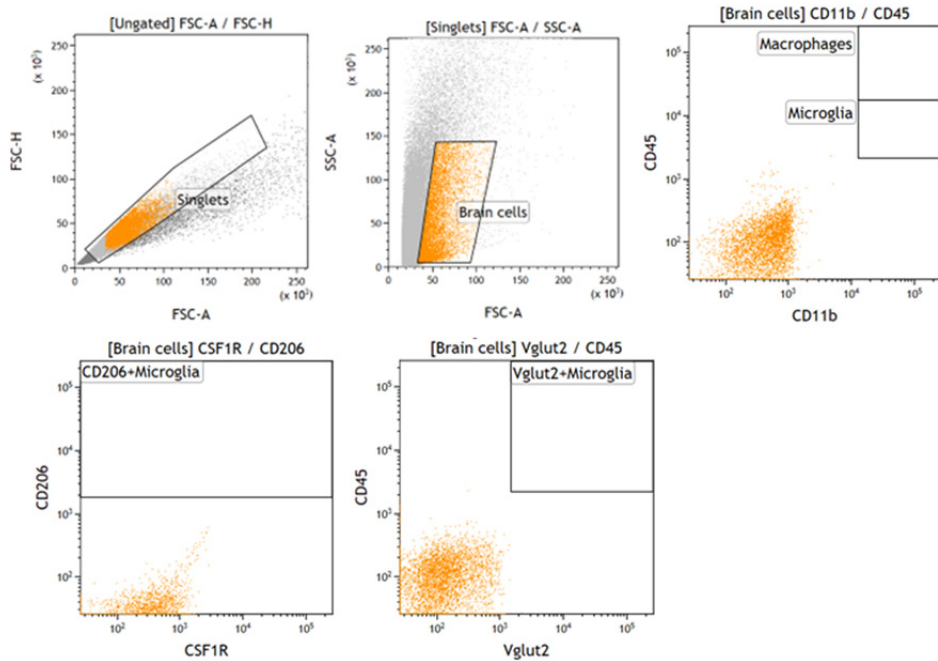 [Ungated] FSC-A / FSC-H
(x 10³)
250
200
150
100
50
0
FSC-H
Singlets
0 50 100 150 200 250
(x 10³)
FSC-A
[Singlets] FSC-A / SSC-A
(x 10³)
250
200
150
100
50
0
SSC-A
Brain cells
0 50 100 150 200 250
(x 10³)
FSC-A
[Brain cells] CD11b / CD45
10⁵
10⁴
10³
10²
CD45
Macrophages
Microglia
10² 10³ 10⁴ 10⁵
CD11b
[Brain cells] CSF1R / CD206
CD206+Microglia
10⁵
10⁴
10³
10²
CD206
10² 10³ 10⁴ 10⁵
CSF1R
[Brain cells] Vglut2 / CD45
Vglut2+Microglia
10⁵
10⁴
10³
10²
CD45
10² 10³ 10⁴ 10⁵
Vglut2